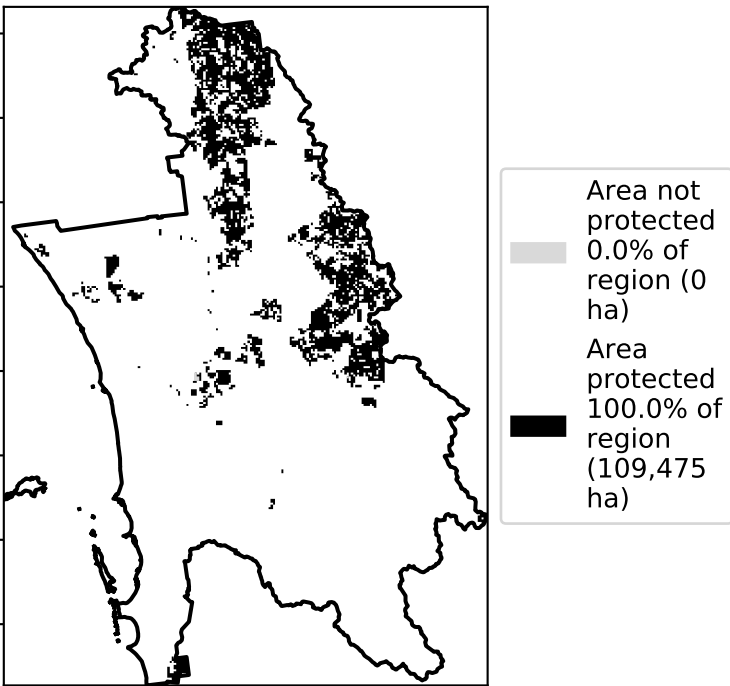 Area not
protected
0.0% of
region (0
ha)
Area
protected
100.0% of
region
(109,475
ha)